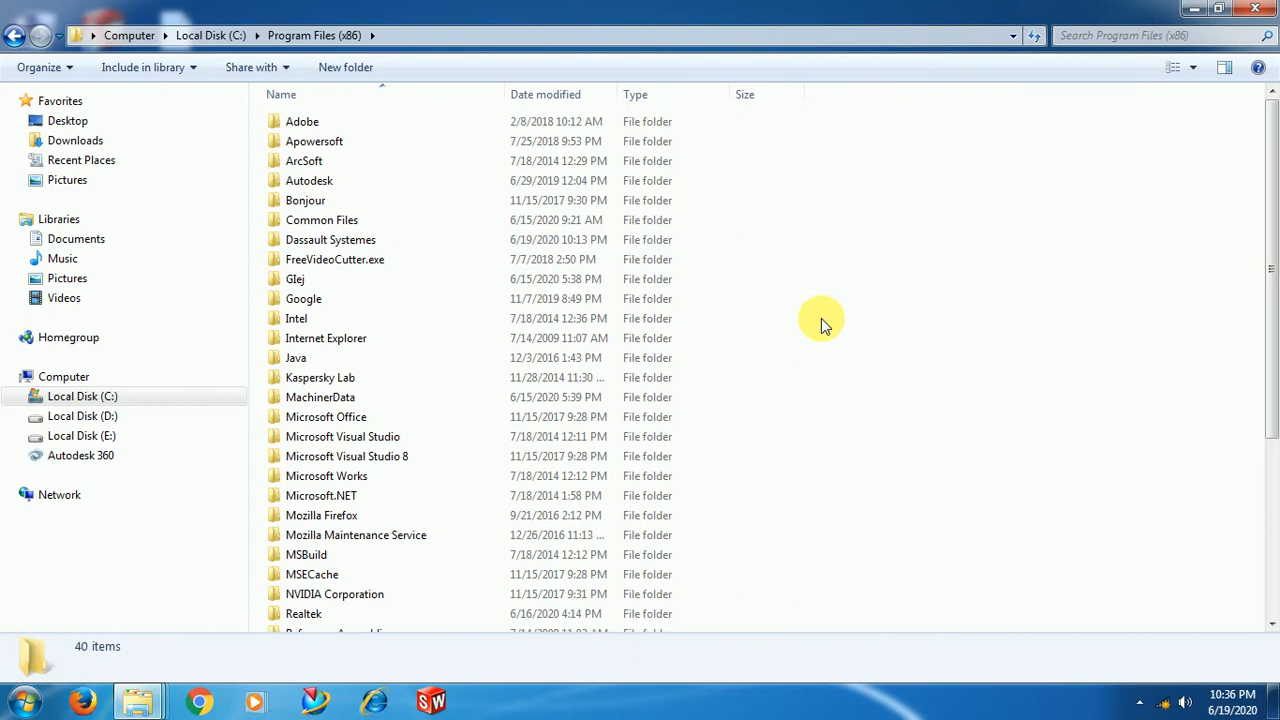 Computer Local Disk (C:) Program Files (x86) Search Program Files (x86)
Organize Include in library Share with New folder
Name Date modified Type Size
Favorites
Desktop
Downloads
Recent Places
Pictures
Libraries
Documents
Music
Pictures
Videos
Homegroup
Computer
Local Disk (C:)
Local Disk (D:)
Local Disk (E:)
Autodesk 360
Network
Adobe 2/8/2018 10:12 AM File folder
Apowersoft 7/25/2018 9:53 PM File folder
ArcSoft 7/18/2014 12:29 PM File folder
Autodesk 6/29/2019 12:04 PM File folder
Bonjour 11/15/2017 9:30 PM File folder
Common Files 6/15/2020 9:21 AM File folder
Dassault Systemes 6/19/2020 10:13 PM File folder
FreeVideoCutter.exe 7/7/2018 2:50 PM File folder
GIej 6/15/2020 5:38 PM File folder
Google 11/7/2019 8:49 PM File folder
Intel 7/18/2014 12:36 PM File folder
Internet Explorer 7/14/2009 11:07 AM File folder
Java 12/3/2016 1:43 PM File folder
Kaspersky Lab 11/28/2014 11:30 ... File folder
MachinerData 6/15/2020 5:39 PM File folder
Microsoft Office 11/15/2017 9:28 PM File folder
Microsoft Visual Studio 7/18/2014 12:11 PM File folder
Microsoft Visual Studio 8 11/15/2017 9:28 PM File folder
Microsoft Works 7/18/2014 12:12 PM File folder
Microsoft.NET 7/18/2014 1:58 PM File folder
Mozilla Firefox 9/21/2016 2:12 PM File folder
Mozilla Maintenance Service 12/26/2016 11:13 ... File folder
MSBuild 7/18/2014 12:12 PM File folder
MSECache 11/15/2017 9:28 PM File folder
NVIDIA Corporation 11/15/2017 9:31 PM File folder
Realtek 6/16/2020 4:14 PM File folder
40 items
SW
10:36 PM
6/19/2020